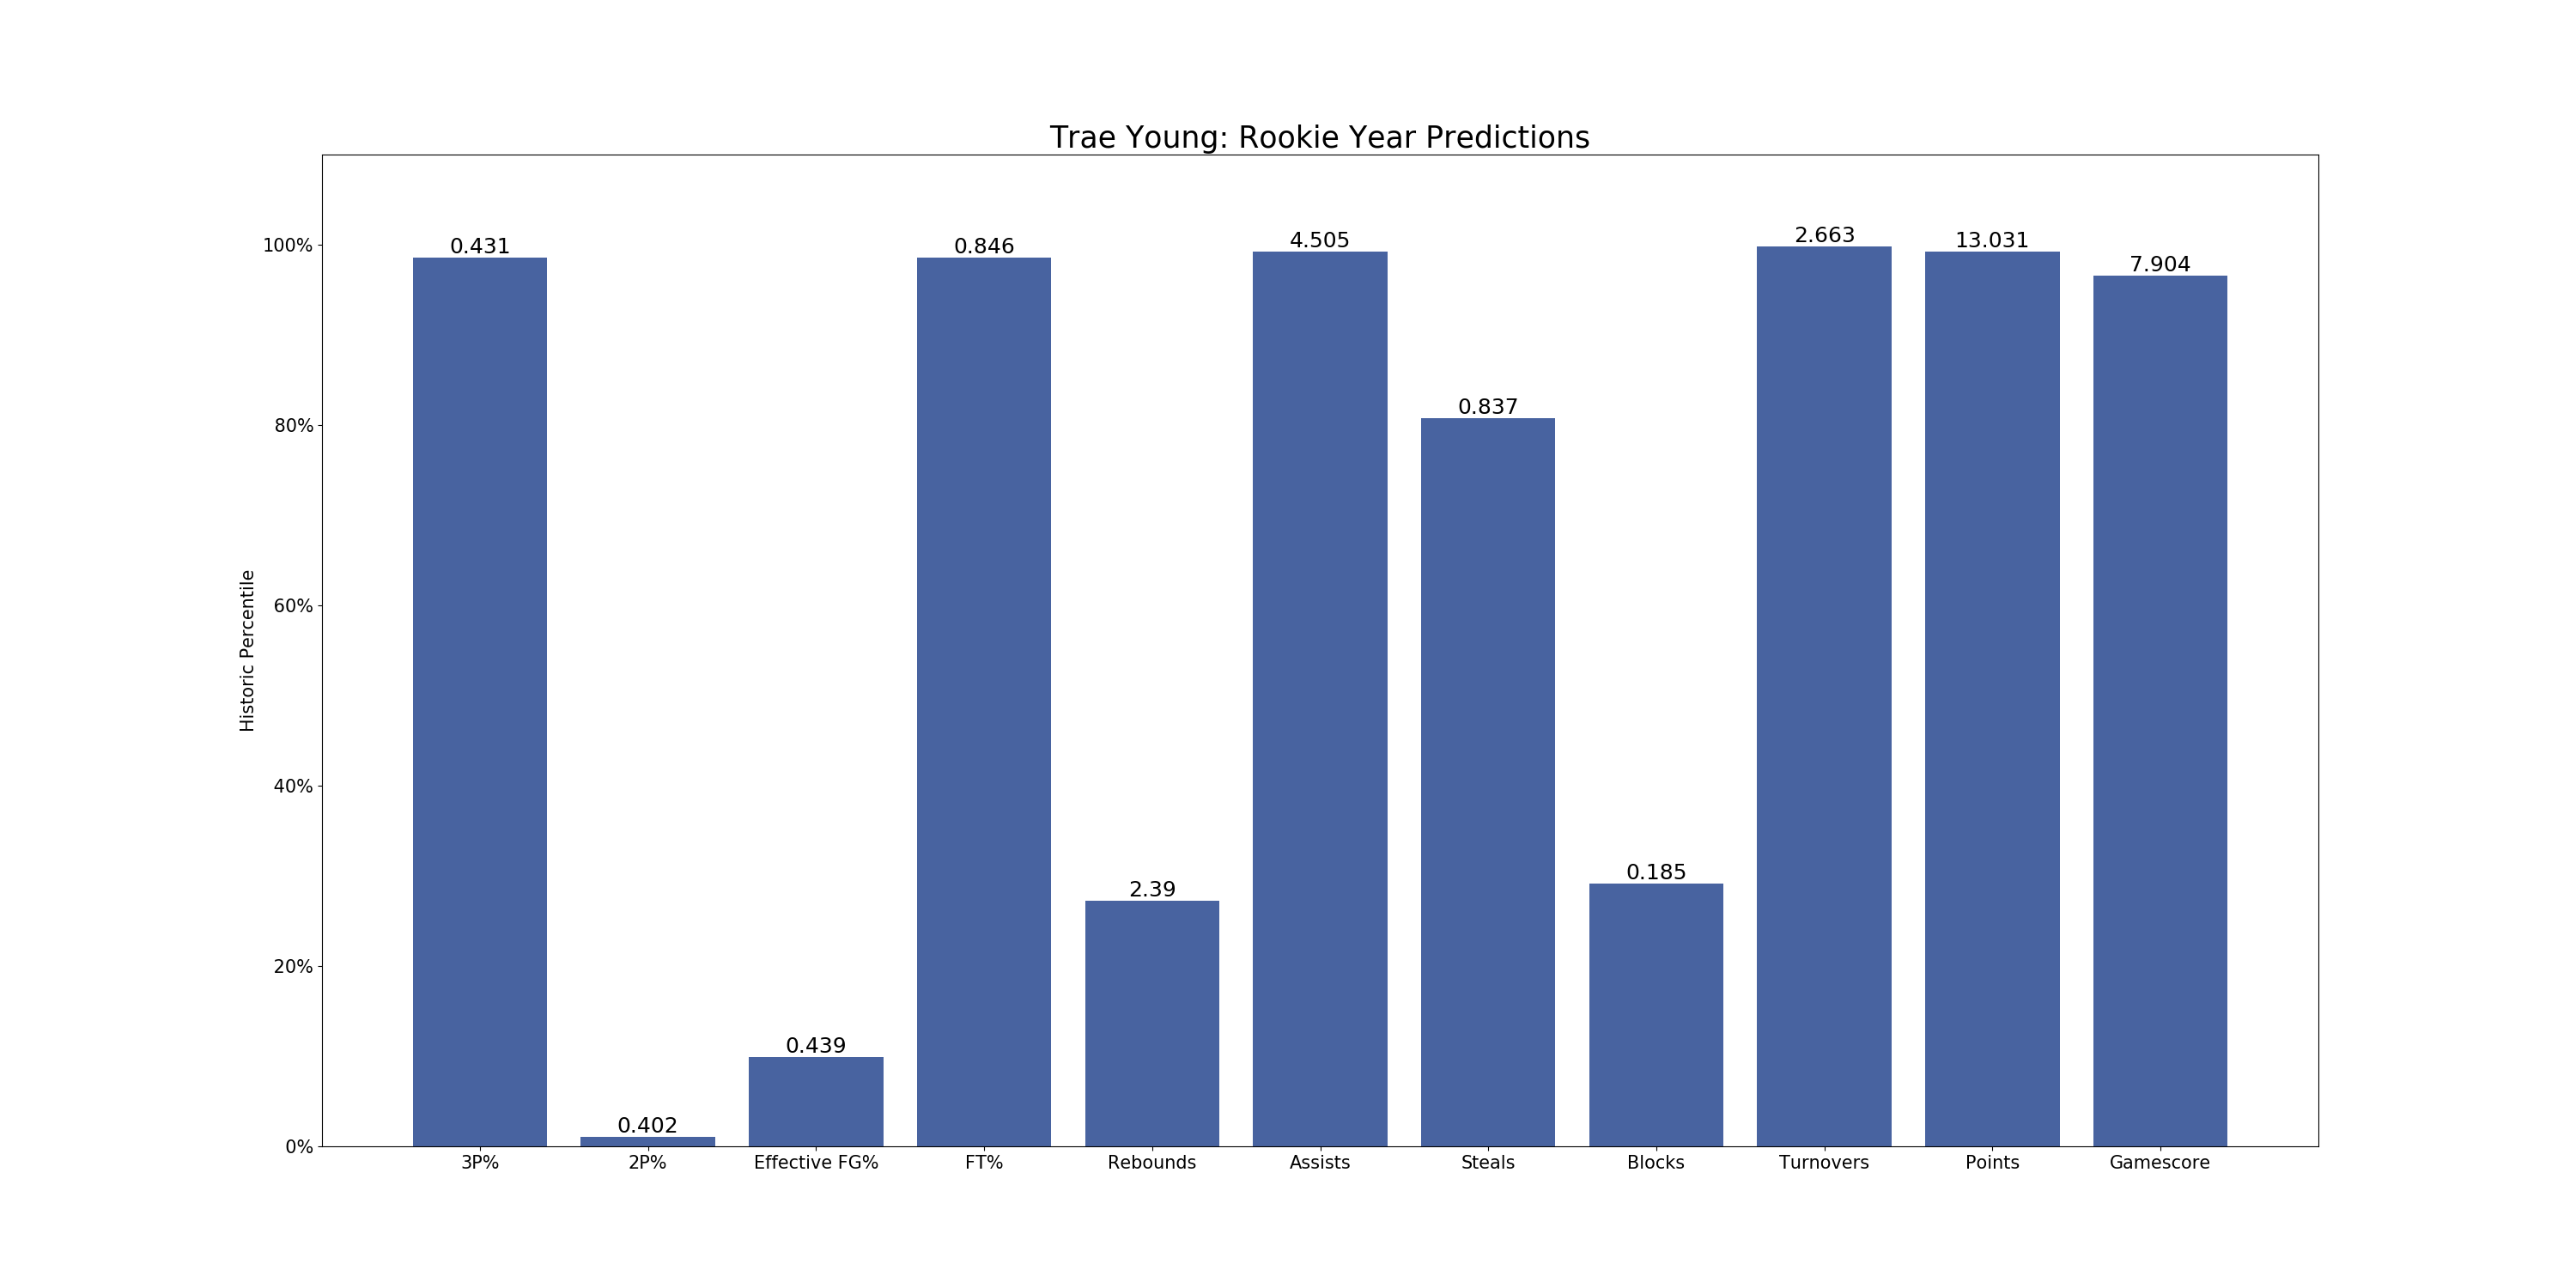 Trae Young: Rookie Year Predictions
Historic Percentile
100%
80%
60%
40%
20%
0%
0.431
0.402
0.439
0.846
2.39
4.505
0.837
0.185
2.663
13.031
7.904
3P%
2P%
Effective FG%
FT%
Rebounds
Assists
Steals
Blocks
Turnovers
Points
Gamescore